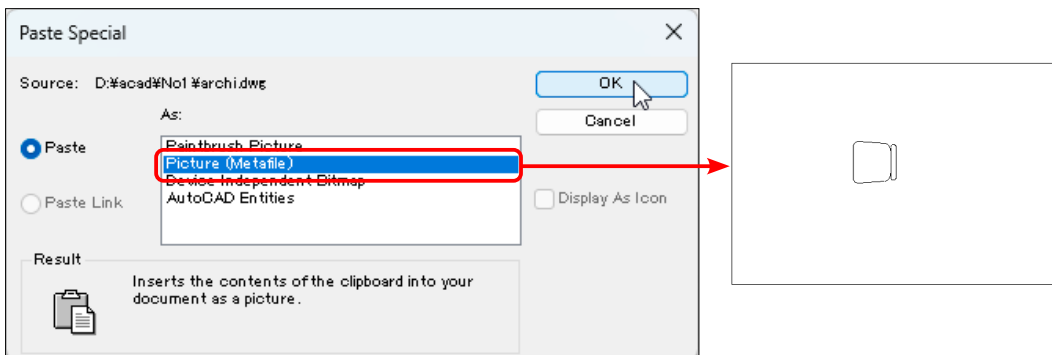 Paste Special
Source: D:¥acad¥No1¥archi.dwg
OK
As:
Cancel
Paste
Paintbrush Picture
Picture (Metafile)
Device Independent Bitmap
AutoCAD Entities
Paste Link
Display As Icon
Result
Inserts the contents of the clipboard into your
document as a picture.